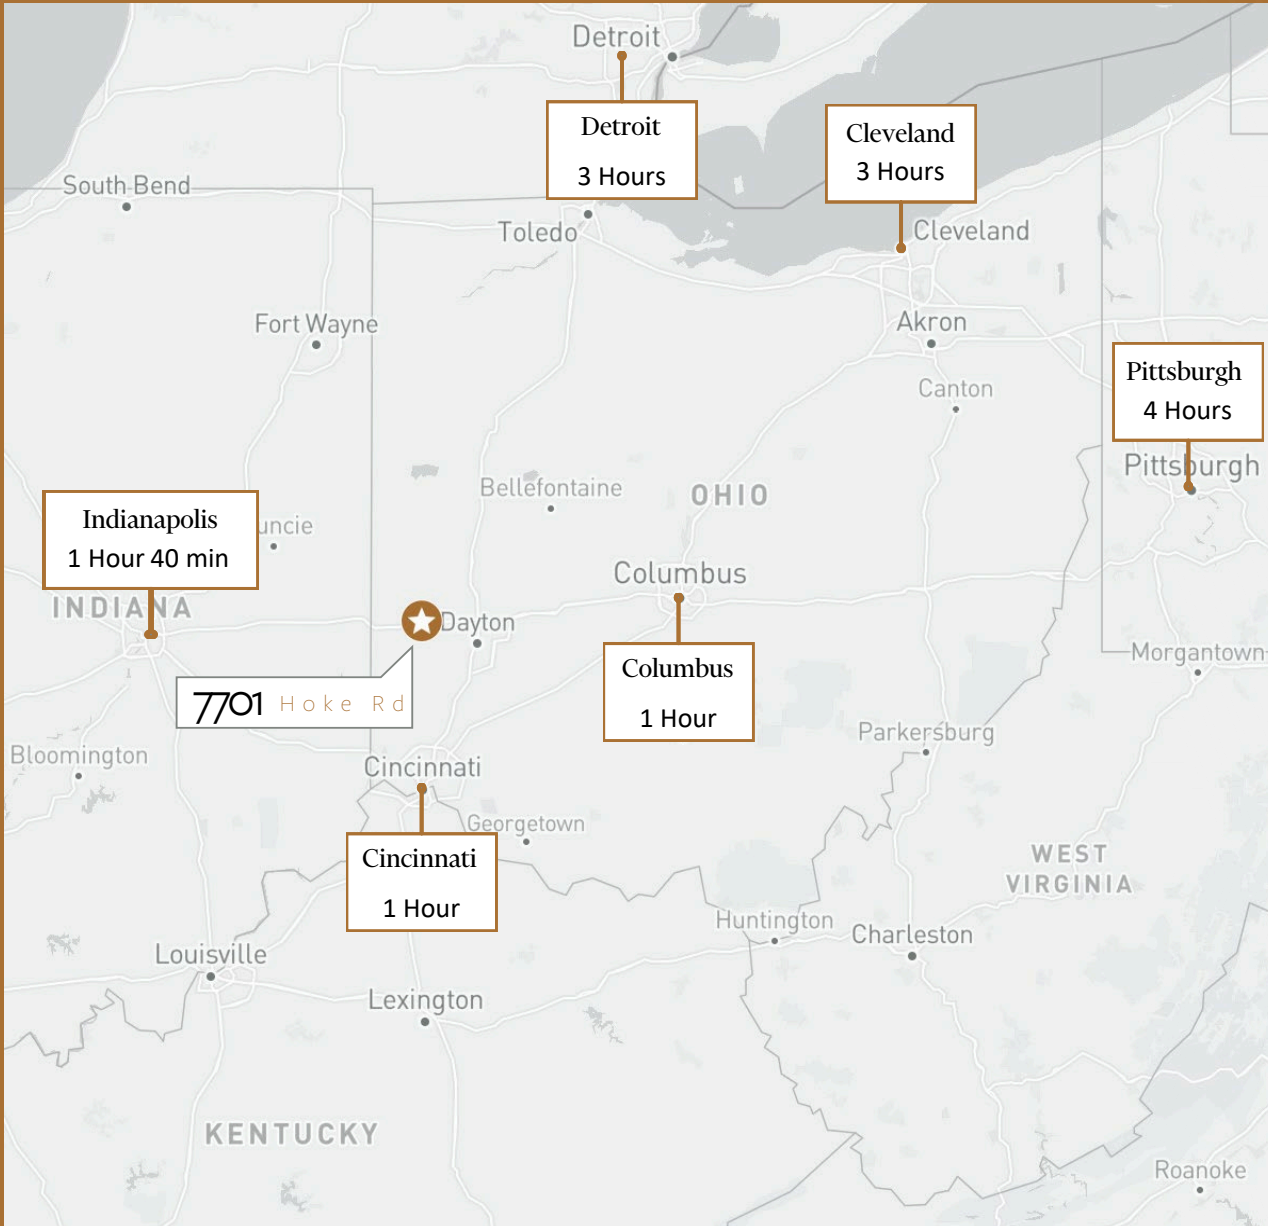 Detroit
Detroit
3 Hours
Cleveland
3 Hours
South Bend
Toledo
Cleveland
Fort Wayne
Akron
Pittsburgh
4 Hours
Canton
Pittsburgh
Bellefontaine
OHIO
Indianapolis
1 Hour 40 min
uncie
Columbus
INDIANA
Dayton
Columbus
1 Hour
Morgantown
7701 Hoke Rd
Parkersburg
Bloomington
Cincinnati
Georgetown
Cincinnati
1 Hour
WEST
VIRGINIA
Huntington
Charleston
Louisville
Lexington
KENTUCKY
Roanoke